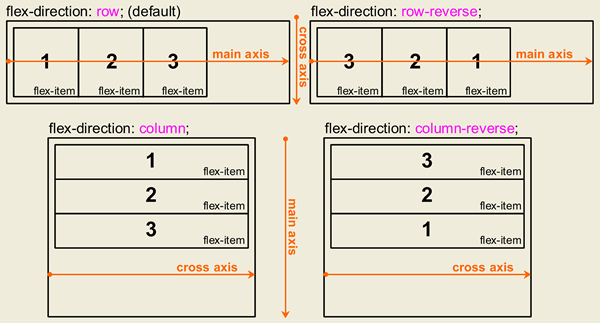 flex-direction: row; (default)
1 2 3
flex-item flex-item flex-item
main axis
cross axis
flex-direction: row-reverse;
3 2 1
flex-item flex-item flex-item
main axis
flex-direction: column;
1
flex-item
2
flex-item
3
flex-item
cross axis
main axis
flex-direction: column-reverse;
3
flex-item
2
flex-item
1
flex-item
cross axis